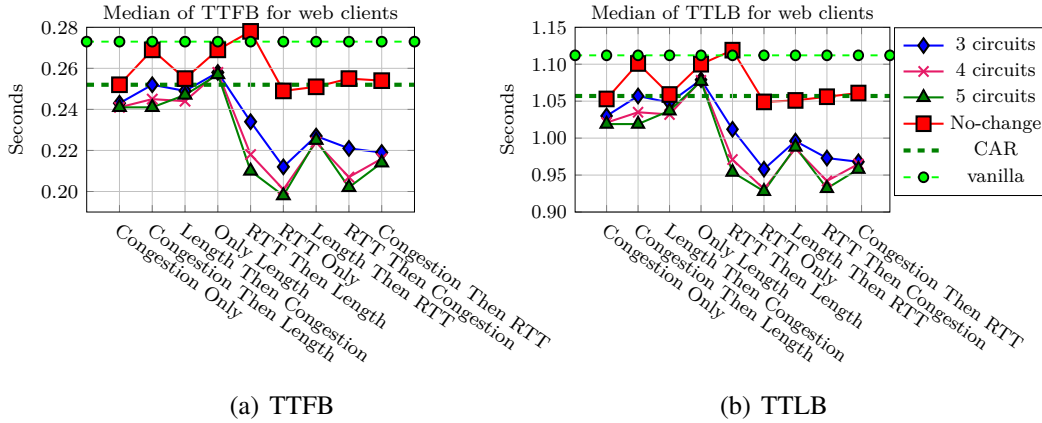 Median of TTFB for web clients
Seconds
0.28
0.26
0.24
0.22
0.20
Congestion Only
Congestion Then Length
Length Then Congestion
Only Length
RTT Then Length
RTT Only
Length Then RTT
RTT Then Congestion
Congestion Then RTT
(a) TTFB
Median of TTLB for web clients
Seconds
1.10
1.05
1.00
0.95
0.90
Congestion Only
Congestion Then Length
Length Then Congestion
Only Length
RTT Then Length
RTT Only
Length Then RTT
RTT Then Congestion
Congestion Then RTT
(b) TTLB
3 circuits
4 circuits
5 circuits
No-change
CAR
vanilla